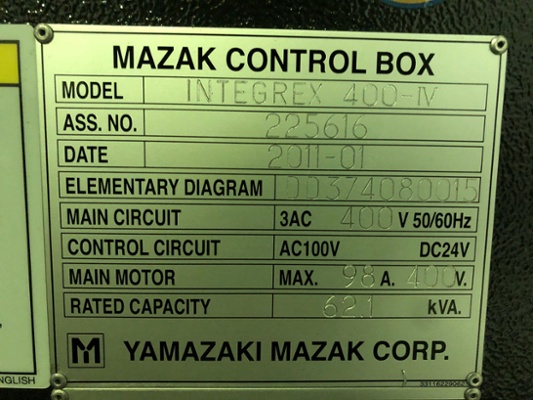 MAZAK CONTROL BOX
MODEL INTEGREX 400-IV
ASS. NO. 225616
DATE 2011-01
ELEMENTARY DIAGRAM DD374080015
MAIN CIRCUIT 3AC 400 V 50/60Hz
CONTROL CIRCUIT AC100V DC24V
MAIN MOTOR MAX. 98 A. 400 V.
RATED CAPACITY 62.1 kVA.
M YAMAZAKI MAZAK CORP.
NGLISH